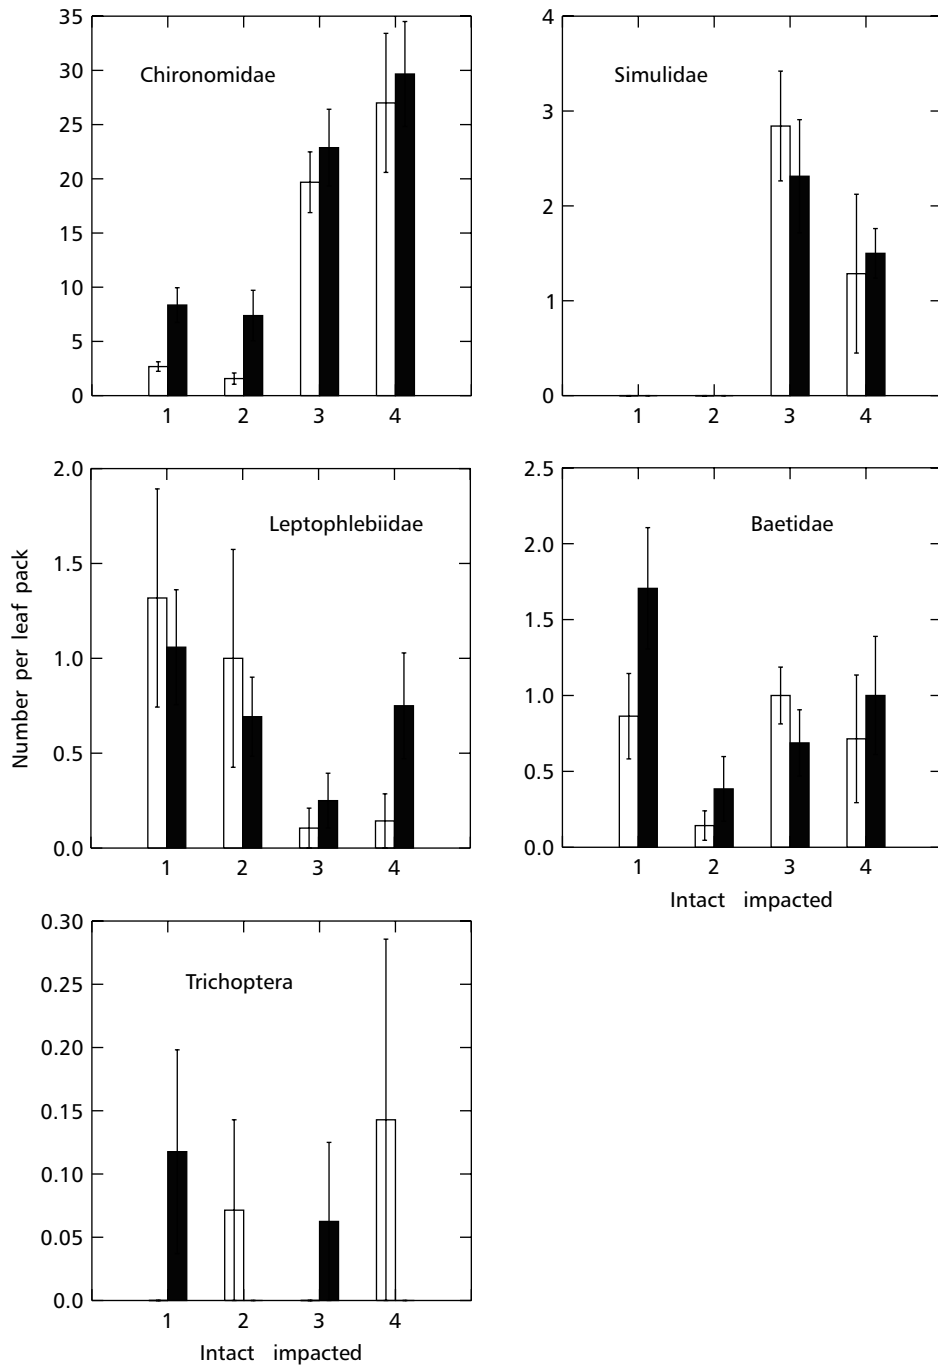 35
30
25
20
15
10
5
0
Chironomidae
1 2 3 4
4
3
2
1
0
Simulidae
1 2 3 4
Number per leaf pack
2.0
1.5
1.0
0.5
0.0
Leptophlebiidae
1 2 3 4
2.5
2.0
1.5
1.0
0.5
0.0
Baetidae
1 2 3 4
Intact impacted
0.30
0.25
0.20
0.15
0.10
0.05
0.0
Trichoptera
1 2 3 4
Intact impacted